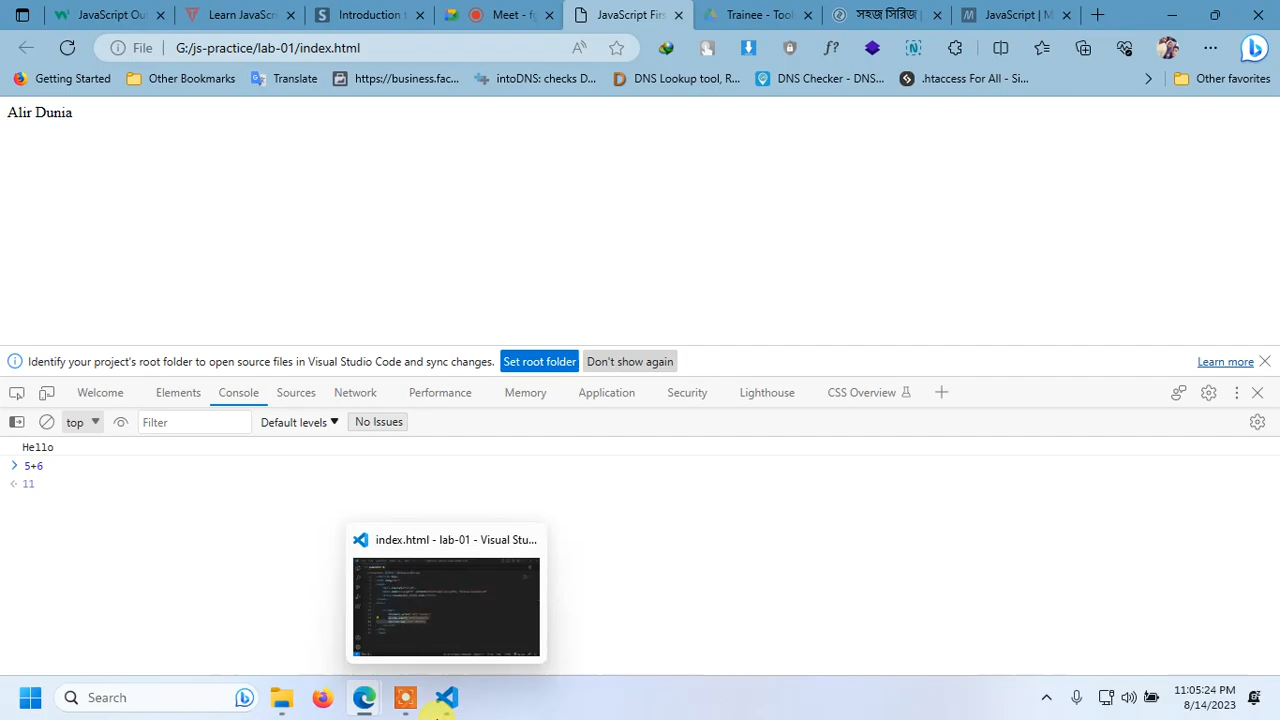 JavaScript Ou
Learn JavaScri
Introduction t
Meet - fg
JavaScript Firs
Trainee - Tools
JavaScript | M
File
G:/js-practice/lab-01/index.html
Getting Started
Other Bookmarks
Translate
https://business.fac...
intoDNS: checks D...
DNS Lookup tool, R...
DNS Checker - DNS...
.htaccess For All - Si...
Other favorites
Alir Dunia
Identify your project's root folder to open source files in Visual Studio Code and sync changes.
Set root folder
Don't show again
Learn more
Welcome
Elements
Console
Sources
Network
Performance
Memory
Application
Security
Lighthouse
CSS Overview
top
Filter
Default levels
No Issues
Hello
5+6
11
index.html - lab-01 - Visual Stu...
Search
11:05:24 PM
8/14/2023